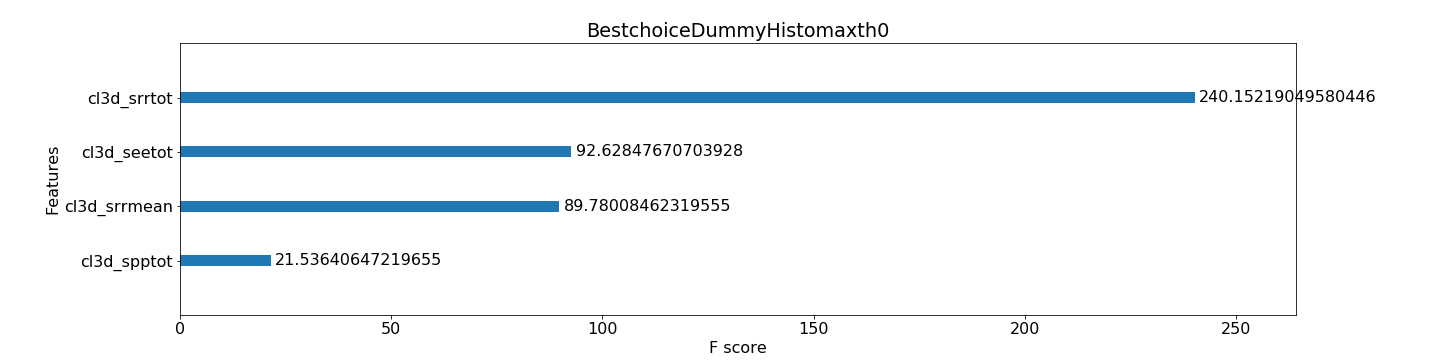 BestchoiceDummyHistomaxth0
cl3d_srrtot
240.15219049580446
cl3d_seetot
92.62847670703928
Features
cl3d_srrmean
89.78008462319555
cl3d_spptot
21.53640647219655
0 50 100 150 200 250
F score